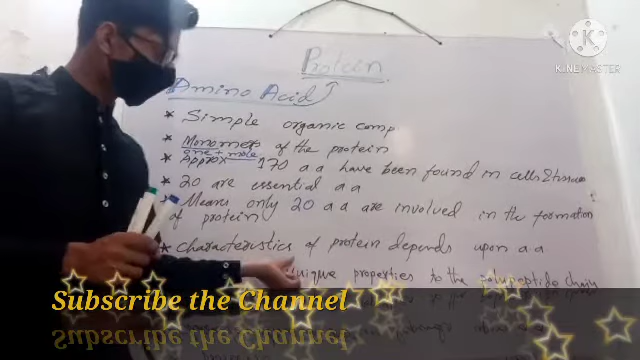 KINEMASTER
Protein
Amino Acid
* Simple organic comp
* Monomers of the protein
one + mole
* Approx 170 a a have been found in cells & tissues
* 20 are essential a a
* Means only 20 a a are involved in the formation
of protein
* Characteristics of protein depends upon a a
unique properties to the polypeptide chain
Subscribe the Channel